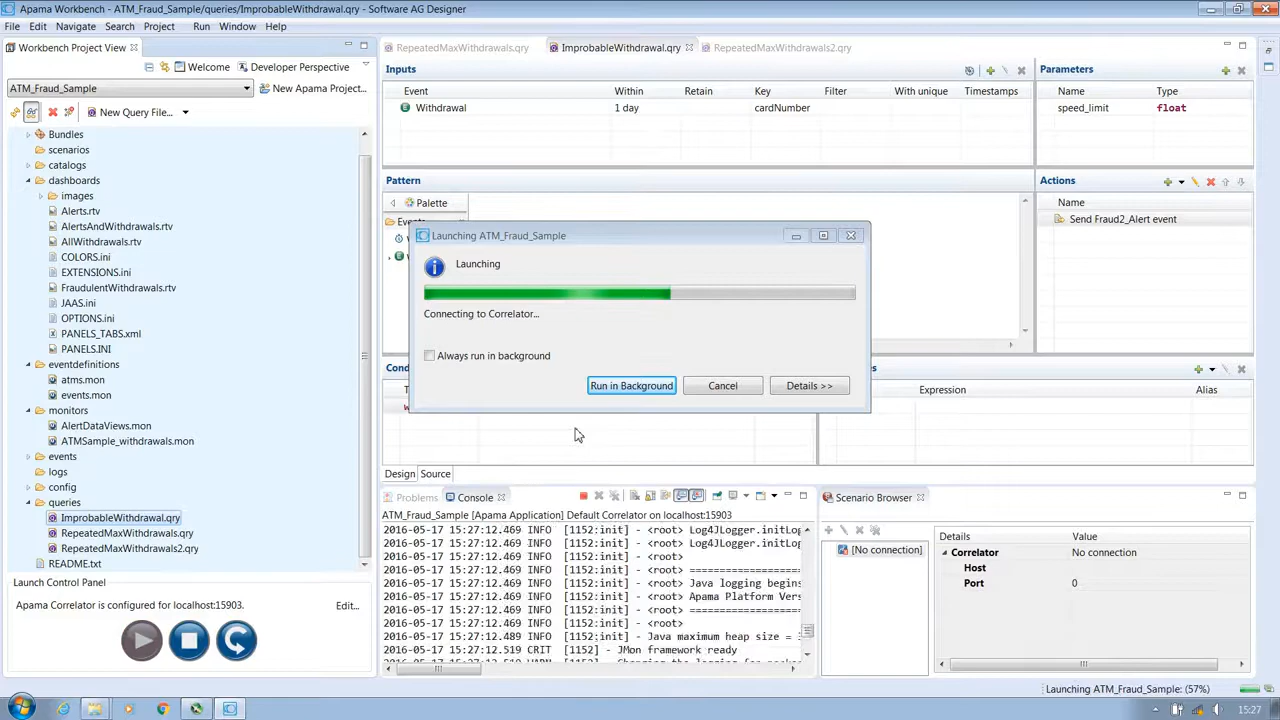 Apama Workbench - ATM_Fraud_Sample/queries/ImprobableWithdrawal.qry - Software AG Designer
File Edit Navigate Search Project Run Window Help
Workbench Project View
Welcome Developer Perspective
ATM_Fraud_Sample New Apama Project...
New Query File...
Bundles
scenarios
catalogs
dashboards
images
Alerts.rtv
AlertsAndWithdrawals.rtv
AllWithdrawals.rtv
COLORS.ini
EXTENSIONS.ini
FraudulentWithdrawals.rtv
JAAS.ini
OPTIONS.ini
PANELS_TABS.xml
PANELS.INI
eventdefinitions
atms.mon
events.mon
monitors
AlertDataViews.mon
ATMSample_withdrawals.mon
events
logs
config
queries
ImprobableWithdrawal.qry
RepeatedMaxWithdrawals.qry
RepeatedMaxWithdrawals2.qry
README.txt
Launch Control Panel
Apama Correlator is configured for localhost:15903. Edit...
RepeatedMaxWithdrawals.qry ImprobableWithdrawal.qry RepeatedMaxWithdrawals2.qry
Inputs
Event Within Retain Key Filter With unique Timestamps
Withdrawal 1 day cardNumber
Parameters
Name Type
speed_limit float
Pattern
Palette
Actions
Name
Send Fraud2_Alert event
Launching ATM_Fraud_Sample
Launching
Connecting to Correlator...
Always run in background
Run in Background Cancel Details >>
Expression Alias
Design Source
Problems Console
ATM_Fraud_Sample [Apama Application] Default Correlator on localhost:15903
2016-05-17 15:27:12.469 INFO [1152:init] - <root> Log4JLogger.initLog
2016-05-17 15:27:12.469 INFO [1152:init] - <root> Log4JLogger.initLog
2016-05-17 15:27:12.469 INFO [1152:init] - <root>
2016-05-17 15:27:12.469 INFO [1152:init] - <root> ==================
2016-05-17 15:27:12.469 INFO [1152:init] - <root> Java logging begins
2016-05-17 15:27:12.469 INFO [1152:init] - <root> Apama Platform Vers
2016-05-17 15:27:12.469 INFO [1152:init] - <root> ==================
2016-05-17 15:27:12.469 INFO [1152:init] - <root>
2016-05-17 15:27:12.489 INFO [1152:init] - Java maximum heap size =
2016-05-17 15:27:12.519 CRIT [1152] - JMon framework ready
Scenario Browser
[No connection]
Details Value
Correlator No connection
Host
Port 0
Launching ATM_Fraud_Sample: (57%)
15:27